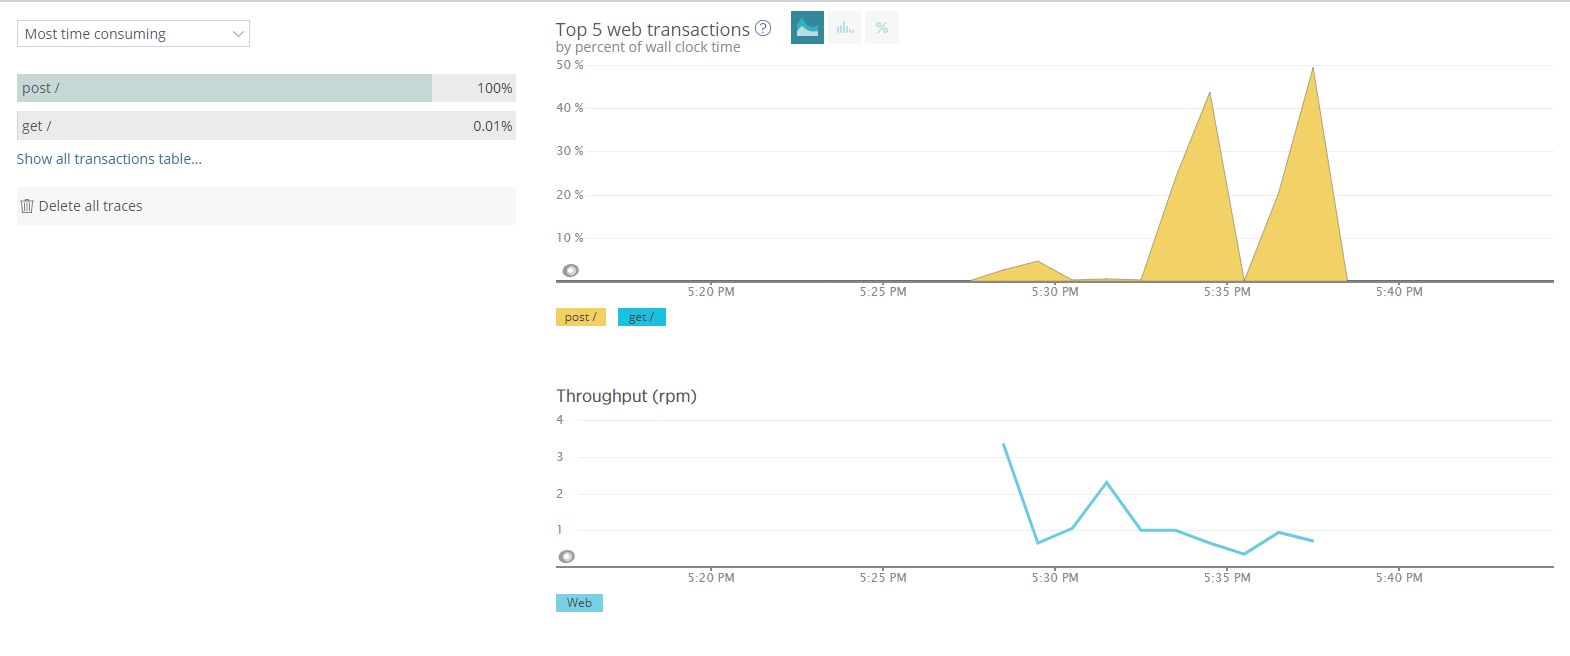 Most time consuming
post / 100%
get / 0.01%
Show all transactions table...
Delete all traces
Top 5 web transactions ?
by percent of wall clock time
%
50 %
40 %
30 %
20 %
10 %
5:20 PM 5:25 PM 5:30 PM 5:35 PM 5:40 PM
post / get /
Throughput (rpm)
4
3
2
1
5:20 PM 5:25 PM 5:30 PM 5:35 PM 5:40 PM
Web